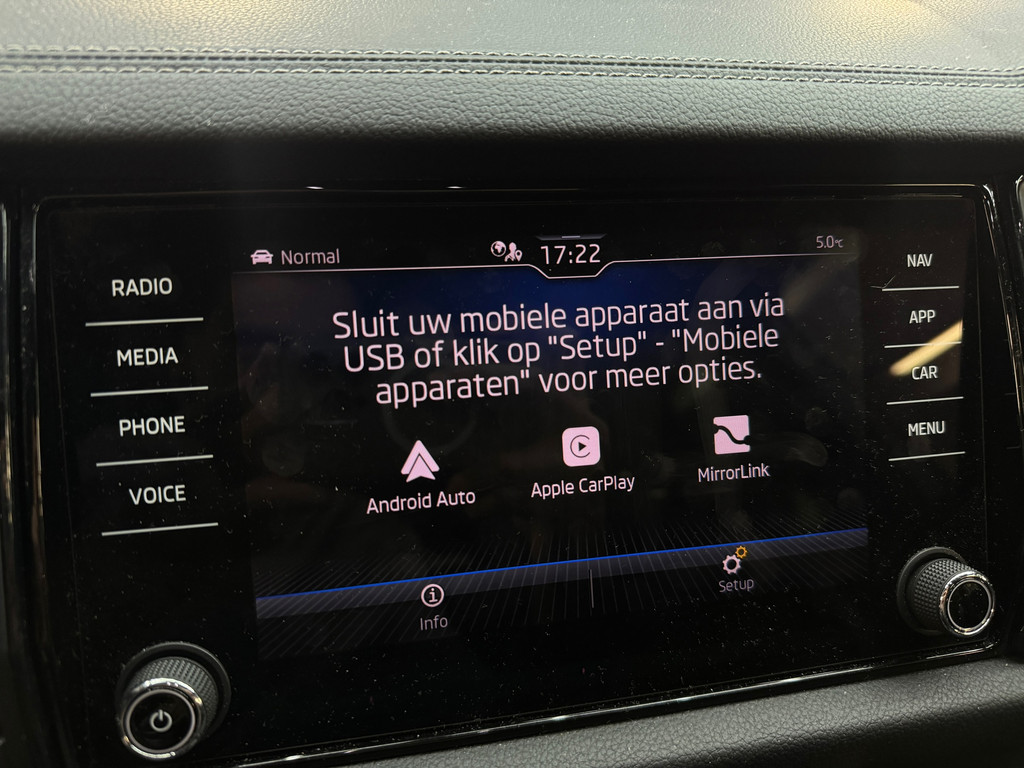 Normal
17:22
5.0°C
RADIO
MEDIA
PHONE
VOICE
Sluit uw mobiele apparaat aan via
USB of klik op "Setup" - "Mobiele
apparaten" voor meer opties.
Android Auto
Apple CarPlay
MirrorLink
Info
Setup
NAV
APP
CAR
MENU